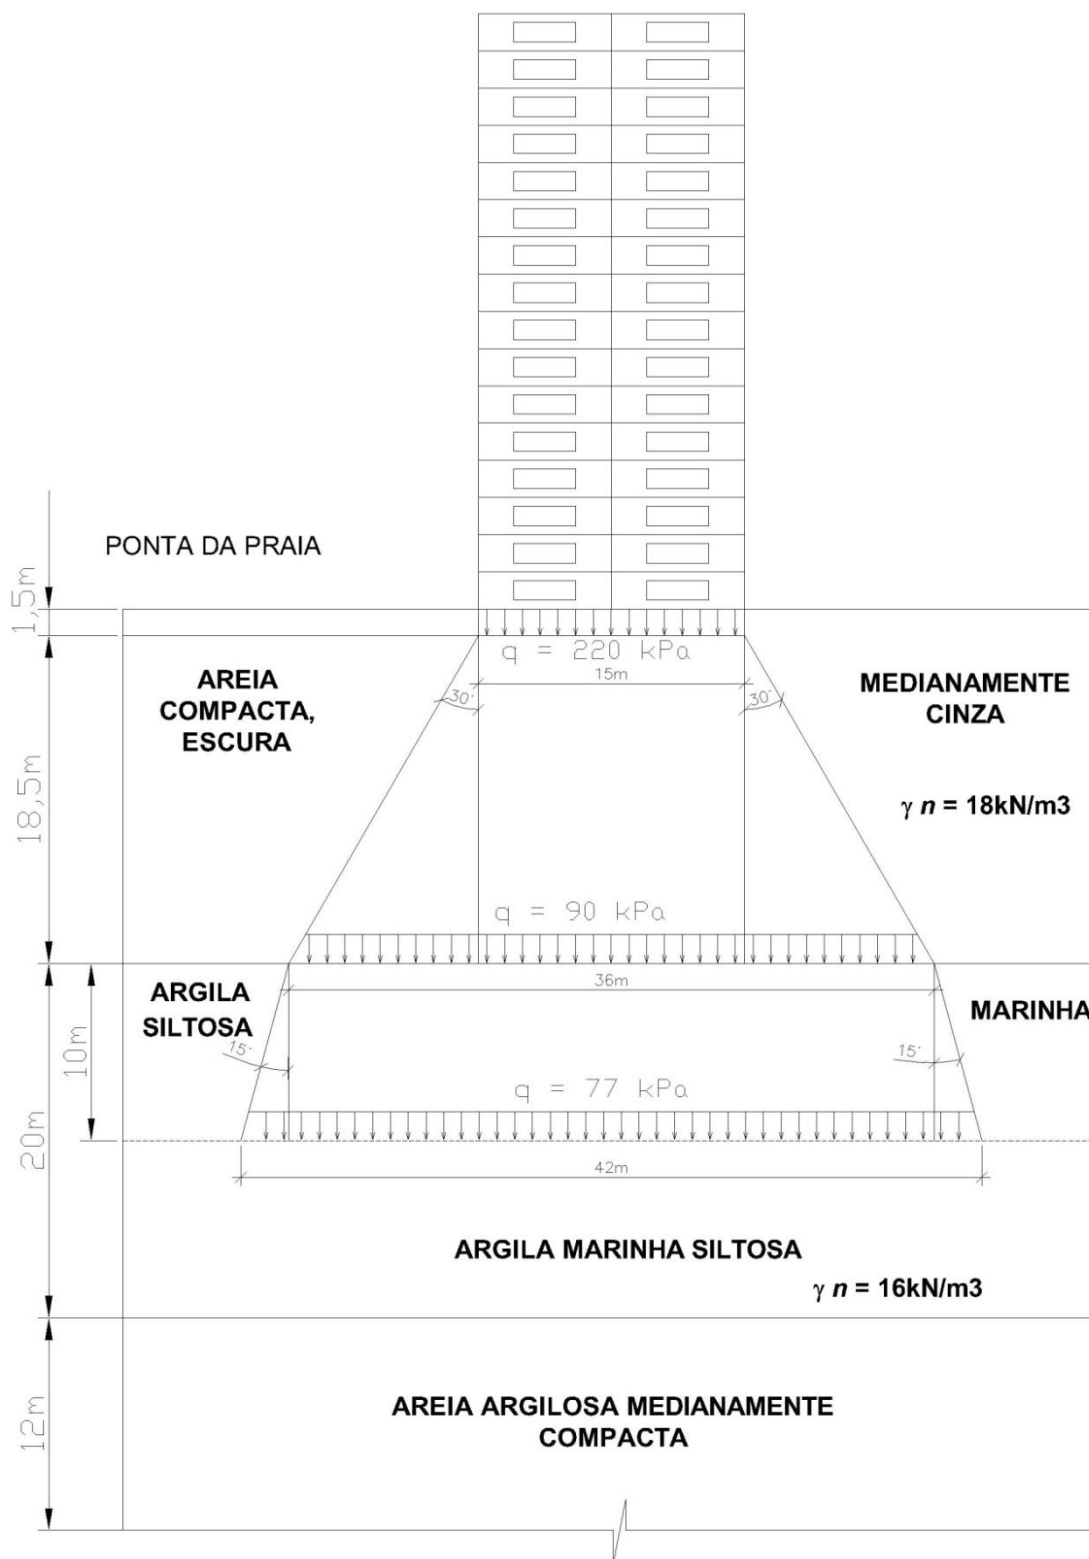 PONTA DA PRAIA
1,5m
q = 220 kPa
15m
30°
30°
AREIA
COMPACTA,
ESCURA
MEDIANAMENTE
CINZA
γ n = 18kN/m3
18,5m
q = 90 kPa
36m
ARGILA
SILTOSA
MARINHA
15°
15°
10m
q = 77 kPa
20m
42m
ARGILA MARINHA SILTOSA
γ n = 16kN/m3
12m
AREIA ARGILOSA MEDIANAMENTE
COMPACTA